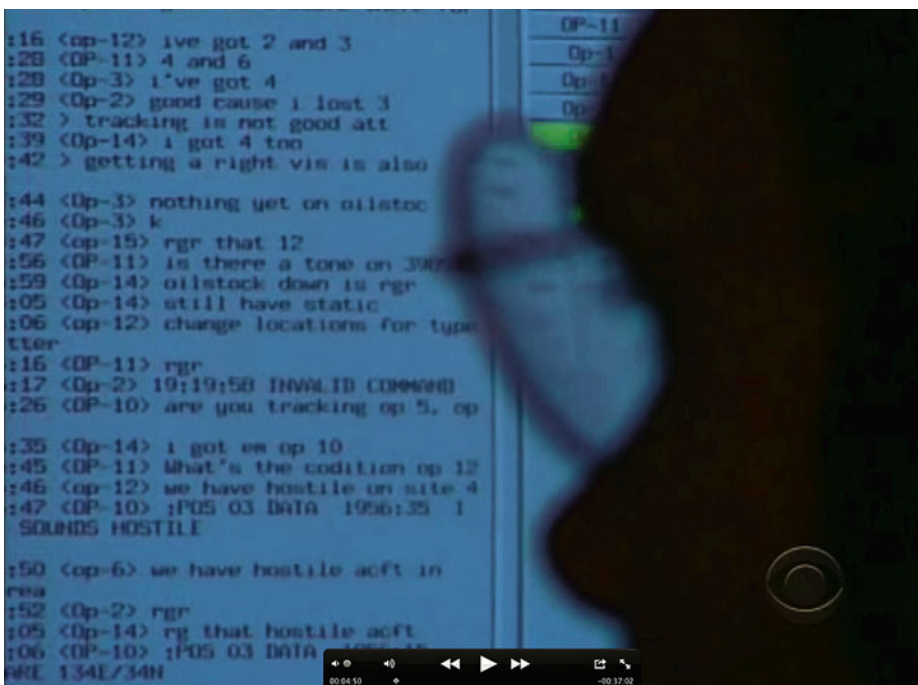 :16 <op-12> ive got 2 and 3
:28 <OP-11> 4 and 6
:28 <Op-3> i've got 4
:29 <Op-2> good cause i lost 3
:32 > tracking is not good att
:39 <Op-14> i got 4 too
:42 > getting a right vis is also
:44 <Op-3> nothing yet on oilstoc
:46 <Op-3> k
:47 <op-15> rgr that 12
:56 <OP-11> is there a tone on
:59 <Op-14> oilstock down is rgr
:05 <Op-14> still have static
:06 <op-12> change locations for type
tter
:16 <OP-11> rgr
:17 <Op-2> 19:19:58 INVALID COMMAND
:26 <OP-10> are you tracking op 5, op
:35 <Op-14> i got em op 10
:45 <OP-11> What's the codition op 12
:46 <op-12> we have hostile on site 4
:47 <OP-10> :POS 03 DATA 1956:35 1
SOUNDS HOSTILE
:50 <op-6> we have hostile acft in
rea
:52 <Op-2> rgr
:05 <Op-14> rg that hostile acft
:06 <OP-10> :POS 03 DATA
ARE 134E/34N
OP-11
Op-1
Op-
Op-
00:04:50
-00:37:02